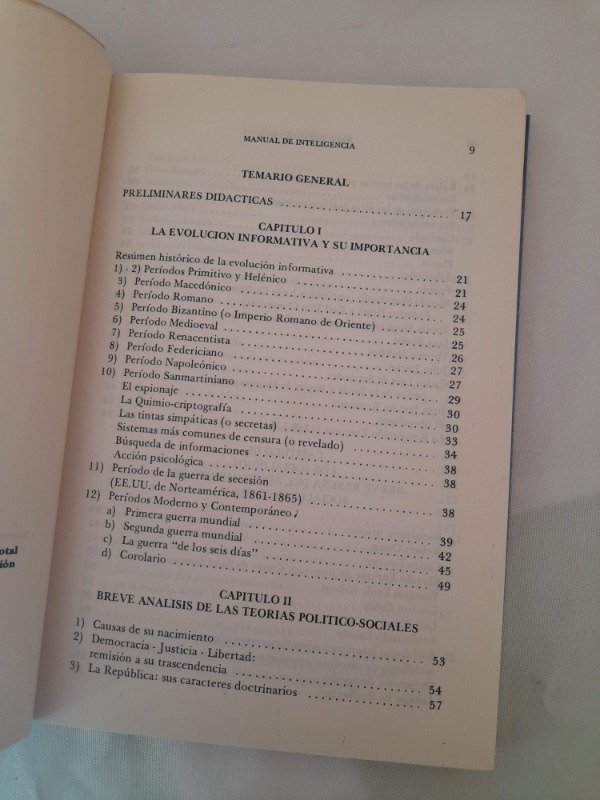 otal
ión
MANUAL DE INTELIGENCIA 9
TEMARIO GENERAL
PRELIMINARES DIDACTICAS ........ 17
CAPITULO I
LA EVOLUCION INFORMATIVA Y SU IMPORTANCIA
Resúmen histórico de la evolución informativa ........ 21
1) - 2) Períodos Primitivo y Helénico ........ 21
3) Período Macedónico ........ 24
4) Período Romano ........ 24
5) Período Bizantino (o Imperio Romano de Oriente) ........ 25
6) Período Medioeval ........ 25
7) Período Renacentista ........ 26
8) Período Federiciano ........ 27
9) Período Napoleónico ........ 27
10) Período Sanmartiniano ........ 29
El espionaje ........ 30
La Quimio-criptografía ........ 30
Las tintas simpáticas (o secretas) ........ 33
Sistemas más comunes de censura (o revelado) ........ 34
Búsqueda de informaciones ........ 38
Acción psicológica ........ 38
11) Período de la guerra de secesión
(EE.UU. de Norteamérica, 1861-1865) ........ 38
12) Períodos Moderno y Contemporáneo
a) Primera guerra mundial ........ 39
b) Segunda guerra mundial ........ 42
c) La guerra "de los seis días" ........ 45
d) Corolario ........ 49
CAPITULO II
BREVE ANALISIS DE LAS TEORIAS POLITICO-SOCIALES
1) Causas de su nacimiento ........ 53
2) Democracia - Justicia - Libertad:
remisión a su trascendencia ........ 54
3) La República: sus caracteres doctrinarios ........ 57